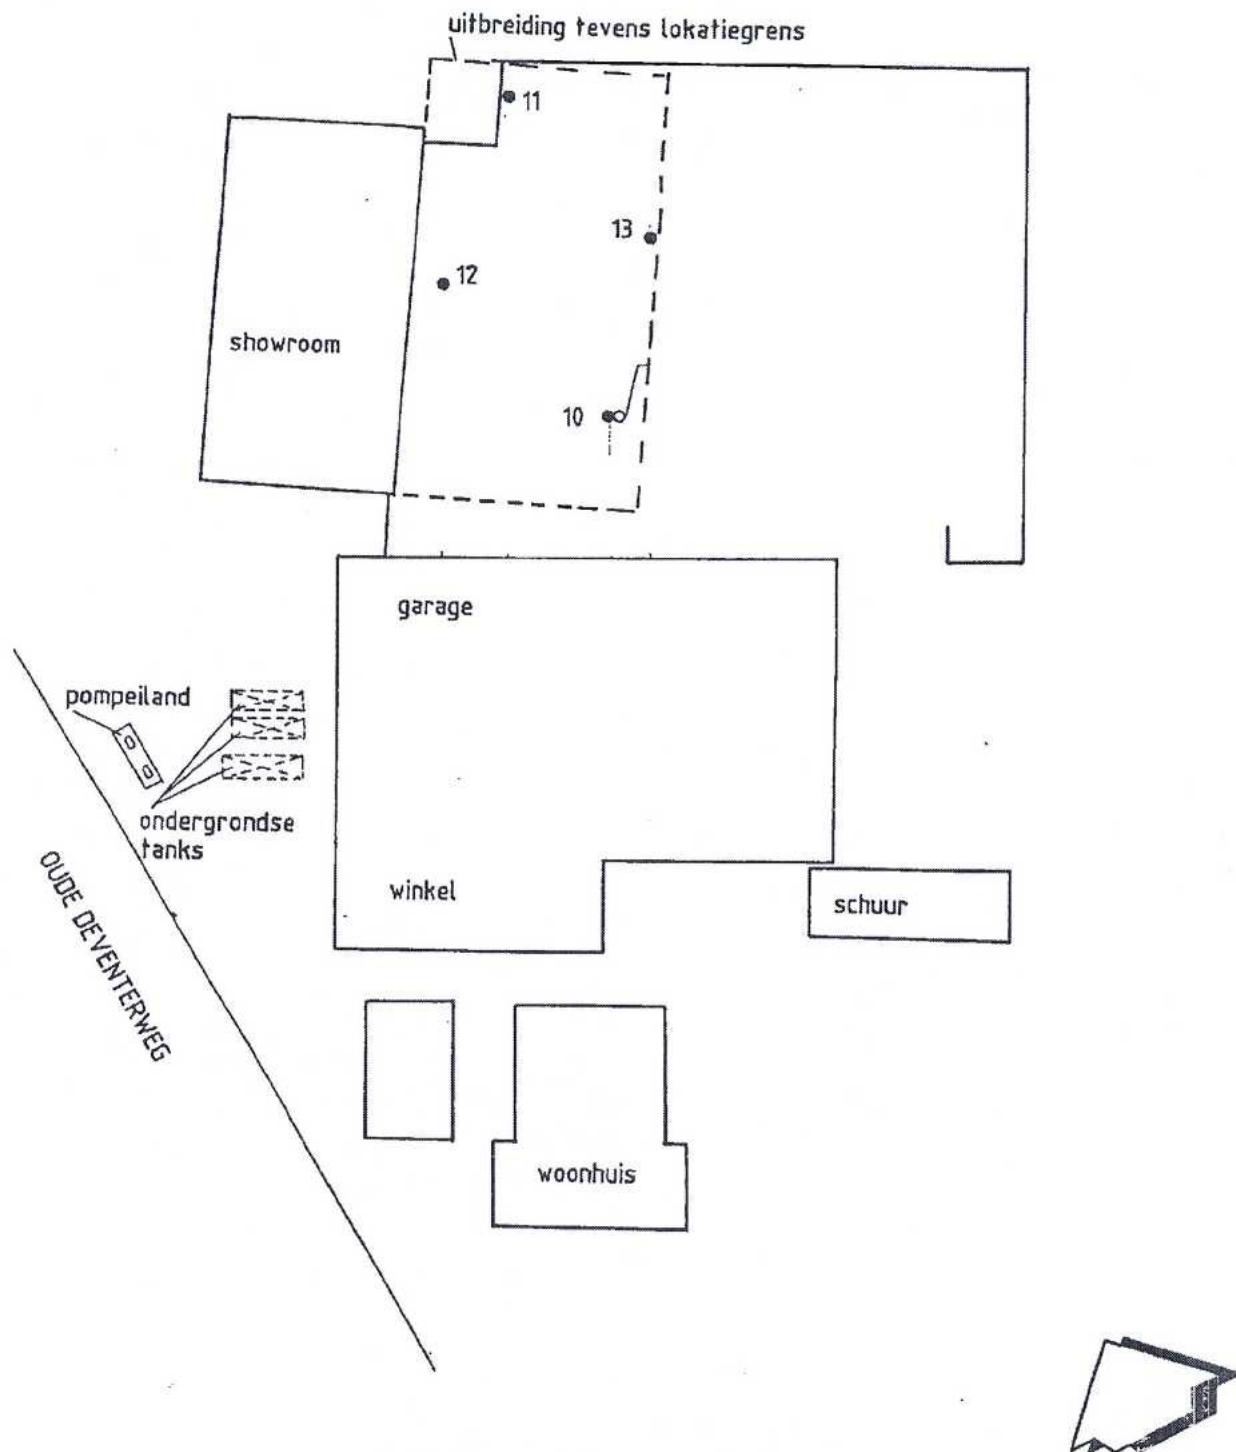 uitbreiding tevens lokatiegrens
11
13
12
showroom
10
garage
pompeiland
ondergrondse
tanks
OUDE DEVENTERWEG
winkel
schuur
woonhuis